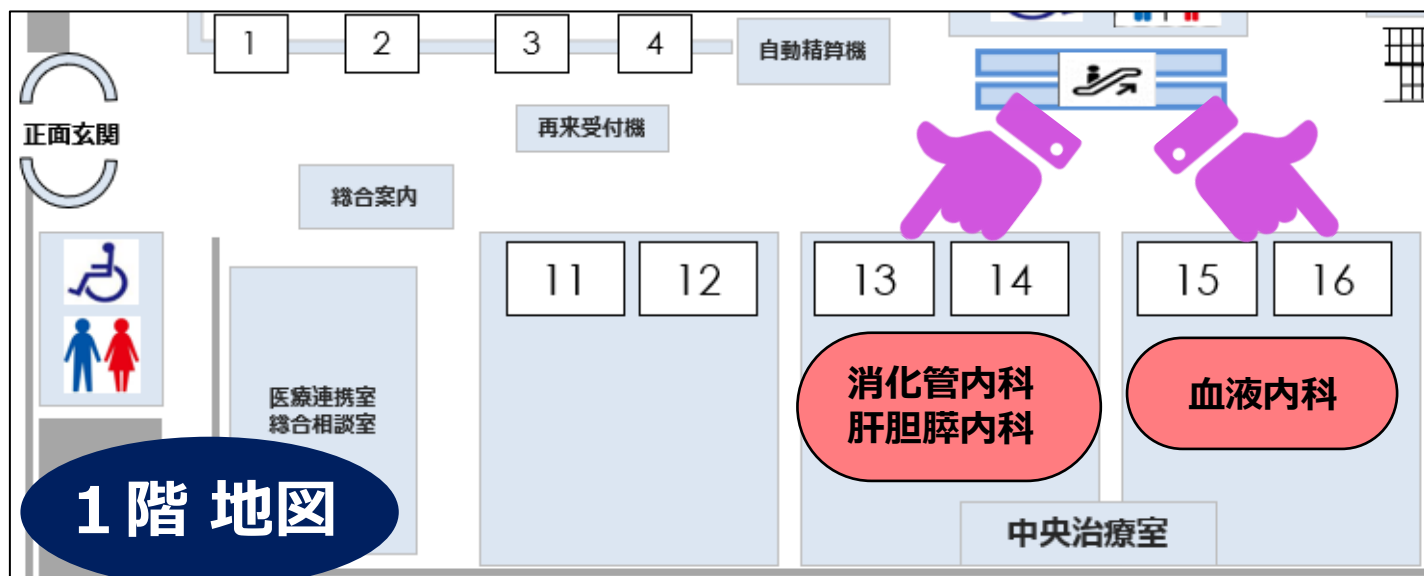 1
2
3
4
自動精算機
再来受付機
正面玄関
総合案内
11
12
13
14
15
16
消化管内科
肝胆膵内科
血液内科
医療連携室
総合相談室
1階 地図
中央治療室